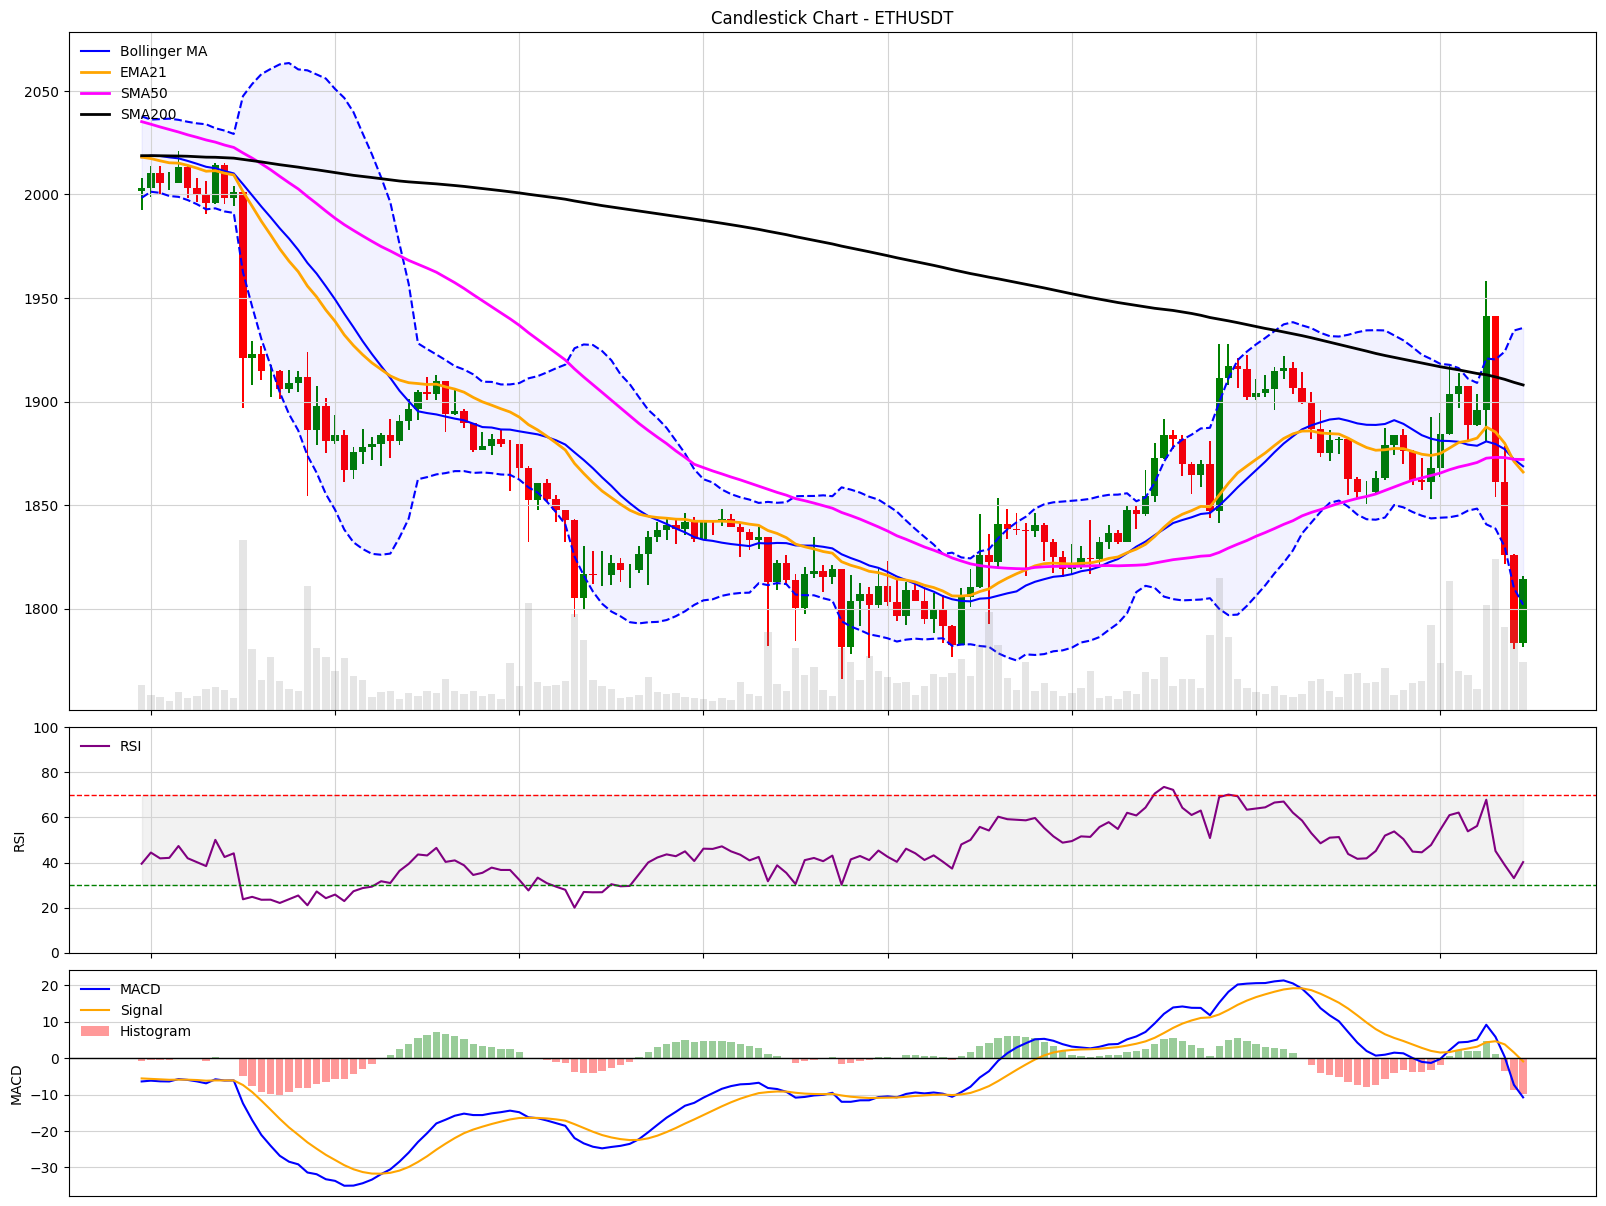 Candlestick Chart - ETHUSDT
Bollinger MA
EMA21
SMA50
SMA200
2050
2000
1950
1900
1850
1800
RSI
100
80
60
40
20
0
RSI
MACD
Signal
Histogram
20
10
0
−10
−20
−30
MACD